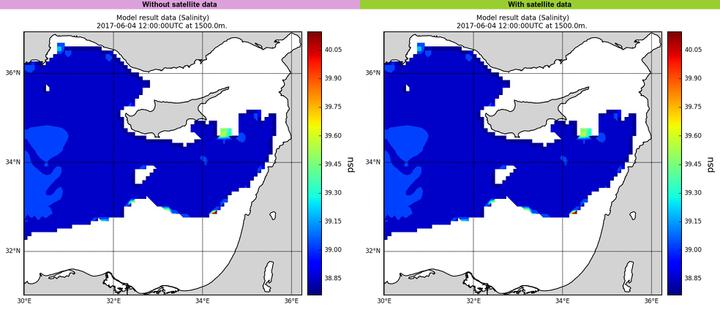 Without satellite data
With satellite data
Model result data (Salinity)
2017-06-04 12:00:00UTC at 1500.0m.
36°N
34°N
32°N
30°E
32°E
34°E
36°E
40.05
39.90
39.75
39.60
39.45
39.30
39.15
39.00
38.85
psu
Model result data (Salinity)
2017-06-04 12:00:00UTC at 1500.0m.
36°N
34°N
32°N
30°E
32°E
34°E
36°E
40.05
39.90
39.75
39.60
39.45
39.30
39.15
39.00
38.85
psu